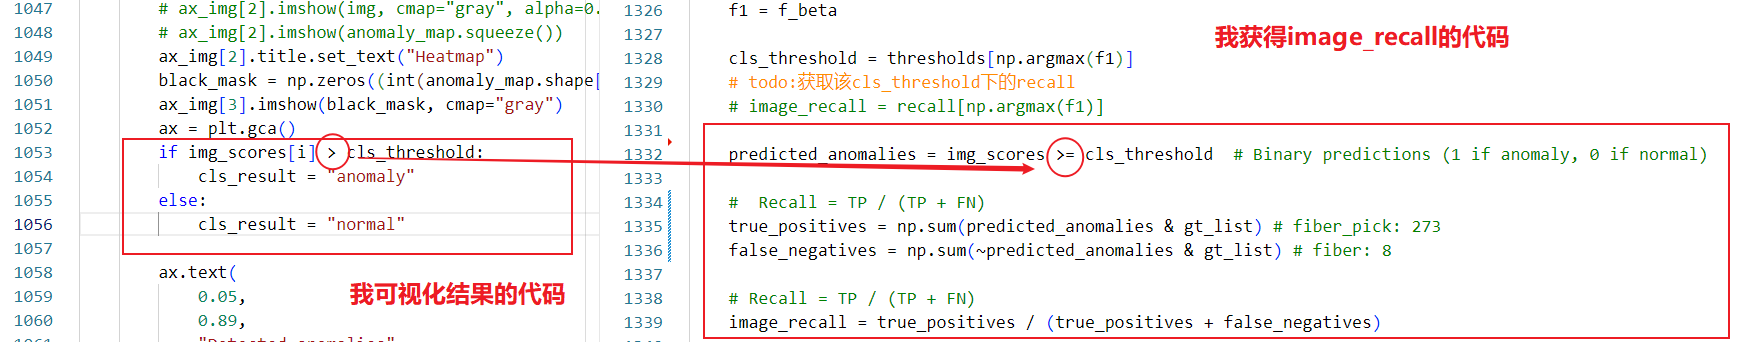 1047 # ax_img[2].imshow(img, cmap="gray", alpha=0.
1048 # ax_img[2].imshow(anomaly_map.squeeze())
1049 ax_img[2].title.set_text("Heatmap")
1050 black_mask = np.zeros((int(anomaly_map.shape[
1051 ax_img[3].imshow(black_mask, cmap="gray")
1052 ax = plt.gca()
1053 if img_scores[i] > cls_threshold:
1054 cls_result = "anomaly"
1055 else:
1056 cls_result = "normal"
1057
1058 ax.text(
1059 0.05,
1060 0.89,
我可视化结果的代码
1326 f1 = f_beta
1327
我获得image_recall的代码
1328 cls_threshold = thresholds[np.argmax(f1)]
1329 # todo:获取该cls_threshold下的recall
1330 # image_recall = recall[np.argmax(f1)]
1331
1332 predicted_anomalies = img_scores >= cls_threshold # Binary predictions (1 if anomaly, 0 if normal)
1333
1334 # Recall = TP / (TP + FN)
1335 true_positives = np.sum(predicted_anomalies & gt_list) # fiber_pick: 273
1336 false_negatives = np.sum(~predicted_anomalies & gt_list) # fiber: 8
1337
1338 # Recall = TP / (TP + FN)
1339 image_recall = true_positives / (true_positives + false_negatives)